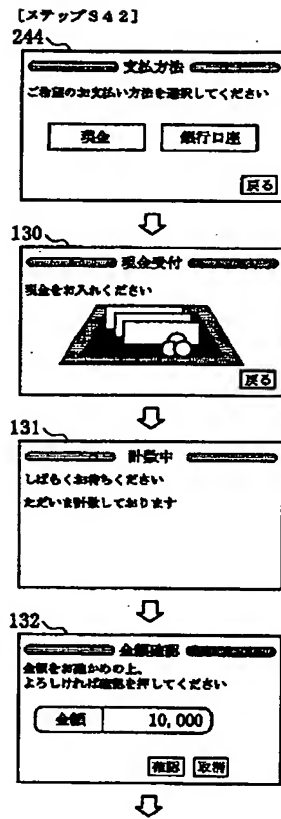 [ステップS42]
244
支払方法
ご希望のお支払い方法を選択してください
現金 銀行口座
戻る
130
現金受付
現金をお入れください
戻る
131
計数中
しばらくお待ちください
ただいま計数しております
132
金額確認
金額をお確かめの上、
よろしければ確認を押してください
金額 10,000
確認 取消